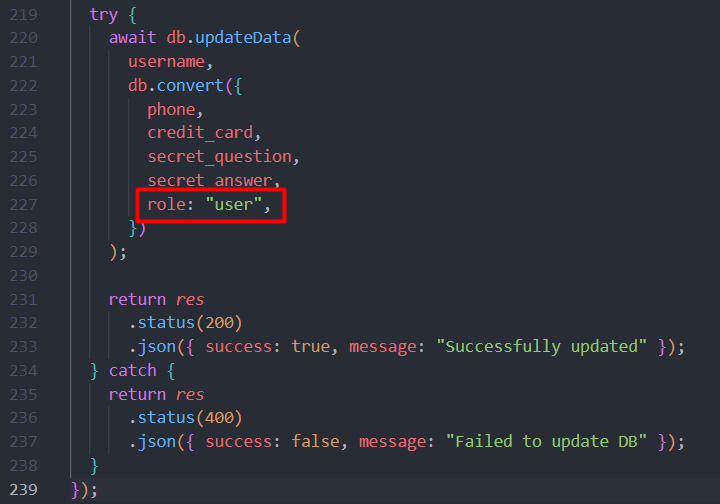 219 try {
220 await db.updateData(
221 username,
222 db.convert({
223 phone,
224 credit_card,
225 secret_question,
226 secret_answer,
227 role: "user",
228 })
229 );
230
231 return res
232 .status(200)
233 .json({ success: true, message: "Successfully updated" });
234 } catch {
235 return res
236 .status(400)
237 .json({ success: false, message: "Failed to update DB" });
238 }
239 });